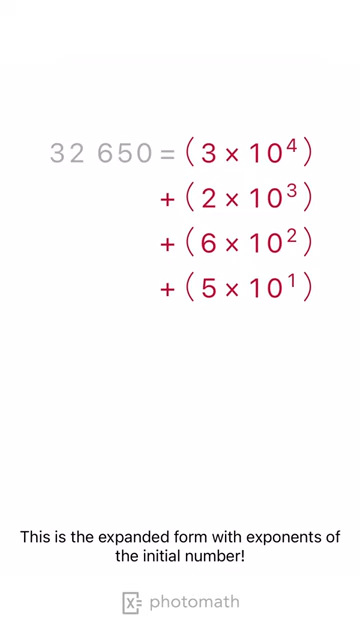 32 650 = (3 × 10⁴)
+ (2 × 10³)
+ (6 × 10²)
+ (5 × 10¹)
This is the expanded form with exponents of
the initial number!
photomath